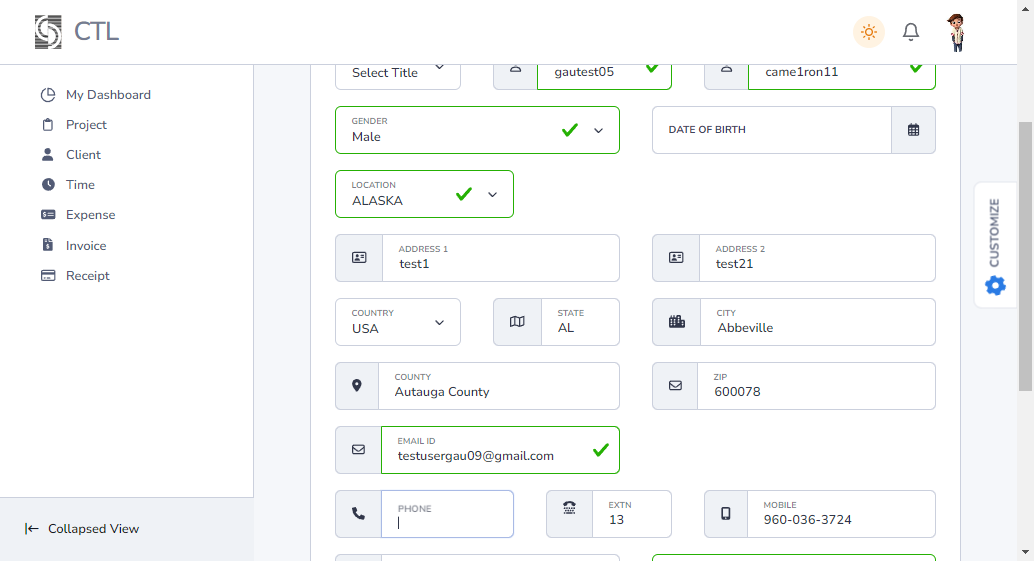 CTL
My Dashboard
Project
Client
Time
Expense
Invoice
Receipt
Collapsed View
Select Title
gautest05
came1ron11
GENDER
Male
DATE OF BIRTH
LOCATION
ALASKA
ADDRESS 1
test1
ADDRESS 2
test21
COUNTRY
USA
STATE
AL
CITY
Abbeville
COUNTY
Autauga County
ZIP
600078
EMAIL ID
testusergau09@gmail.com
PHONE
EXTN
13
MOBILE
960-036-3724
CUSTOMIZE